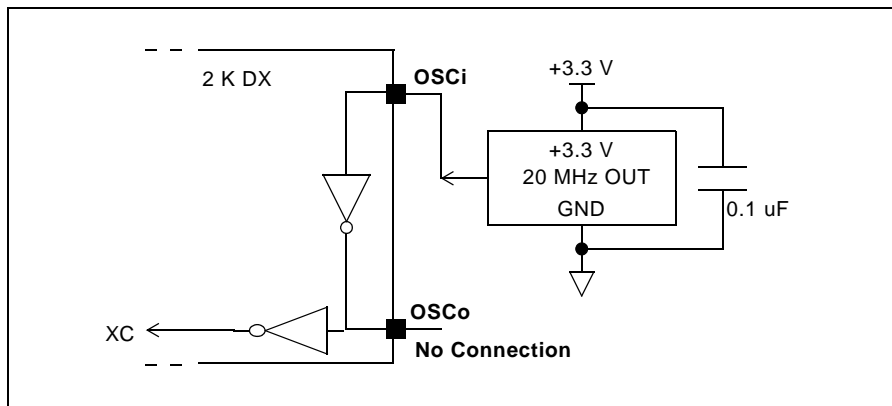 2 K DX
OSCi
+3.3 V
+3.3 V
20 MHz OUT
GND
0.1 uF
OSCo
XC
No Connection